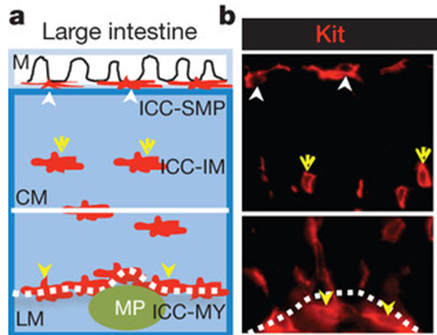 a
Large intestine
M
ICC-SMP
ICC-IM
CM
LM
MP
ICC-MY
b
Kit